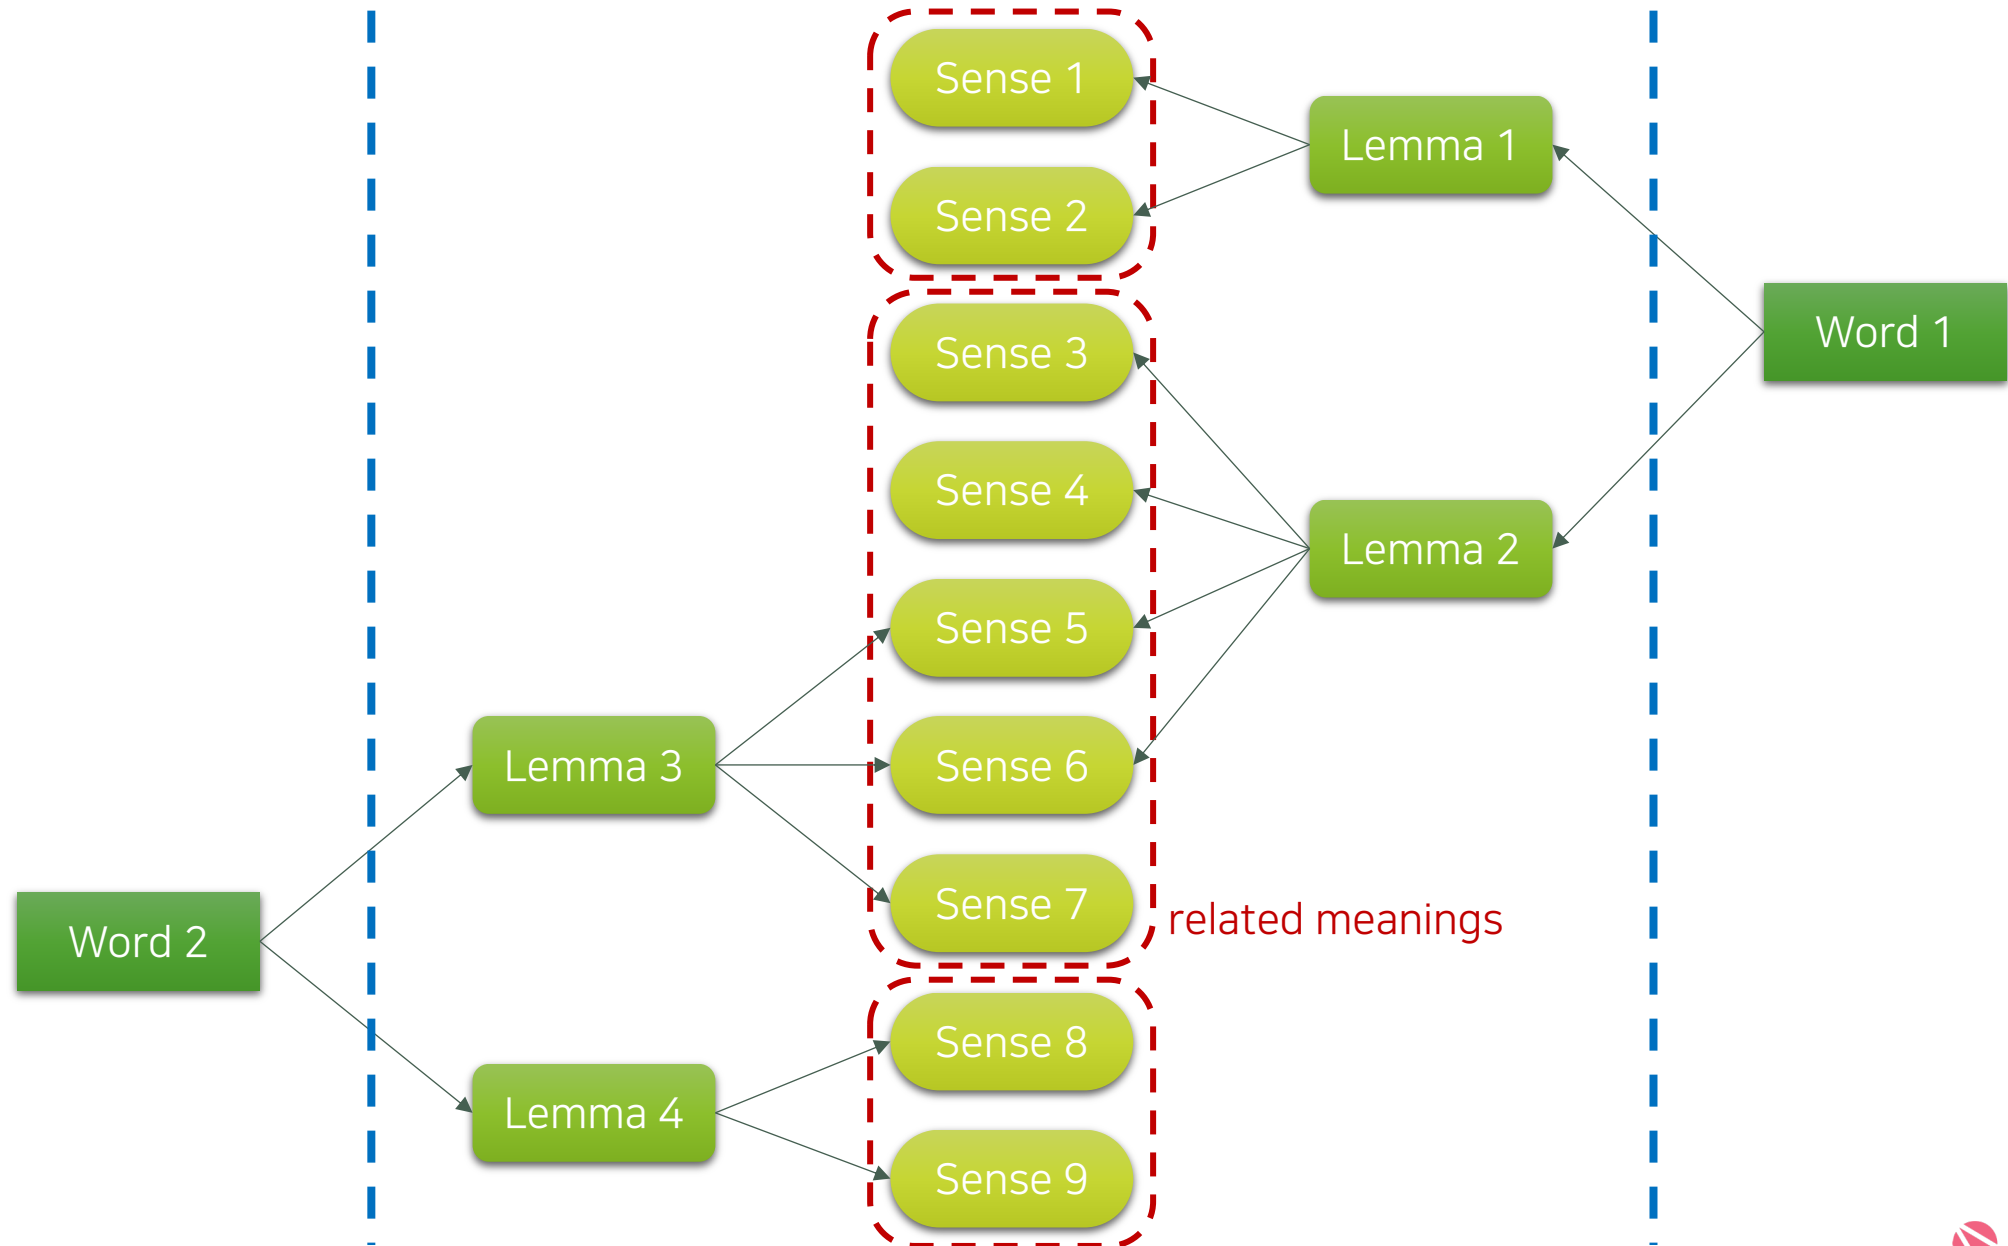 Sense 1
Lemma 1
Sense 2
Word 1
Sense 3
Sense 4
Lemma 2
Sense 5
Lemma 3
Sense 6
Sense 7
related meanings
Word 2
Sense 8
Lemma 4
Sense 9